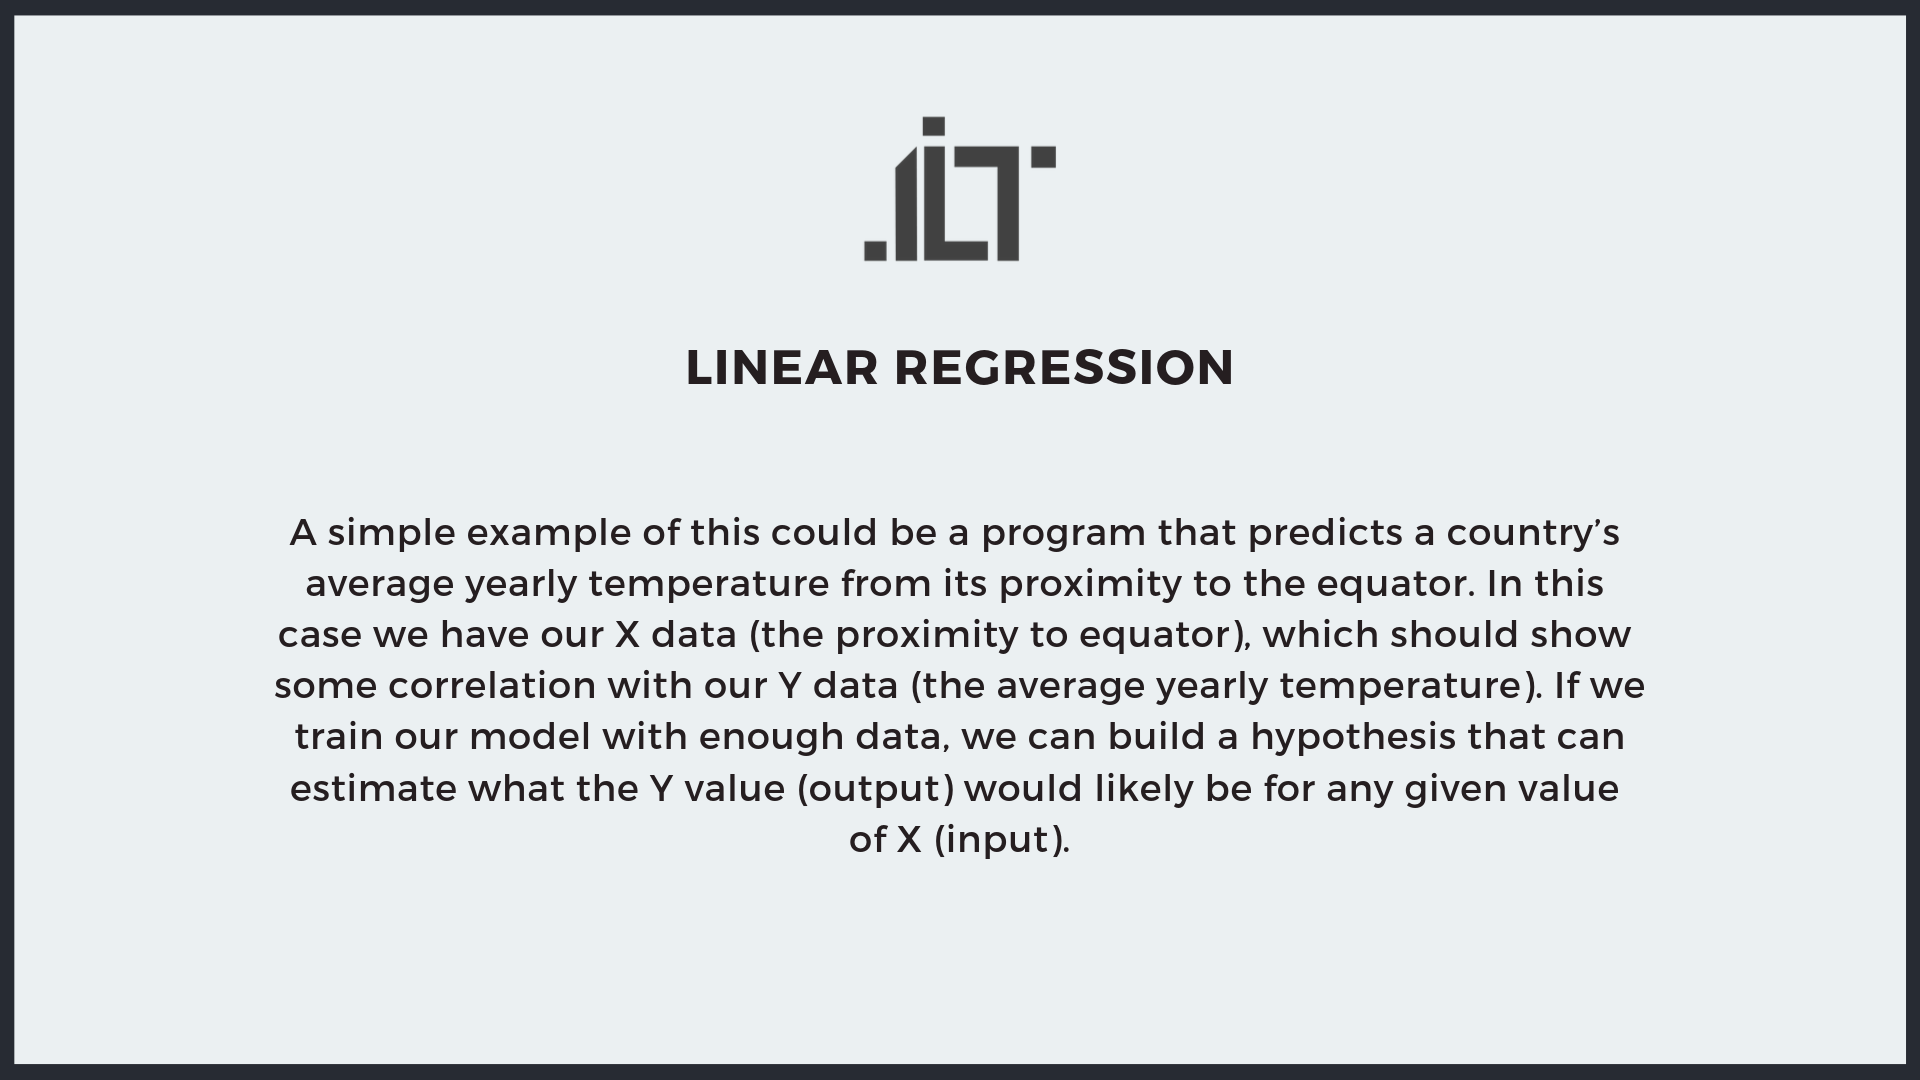 LINEAR REGRESSION
A simple example of this could be a program that predicts a country’s
average yearly temperature from its proximity to the equator. In this
case we have our X data (the proximity to equator), which should show
some correlation with our Y data (the average yearly temperature). If we
train our model with enough data, we can build a hypothesis that can
estimate what the Y value (output) would likely be for any given value
of X (input).